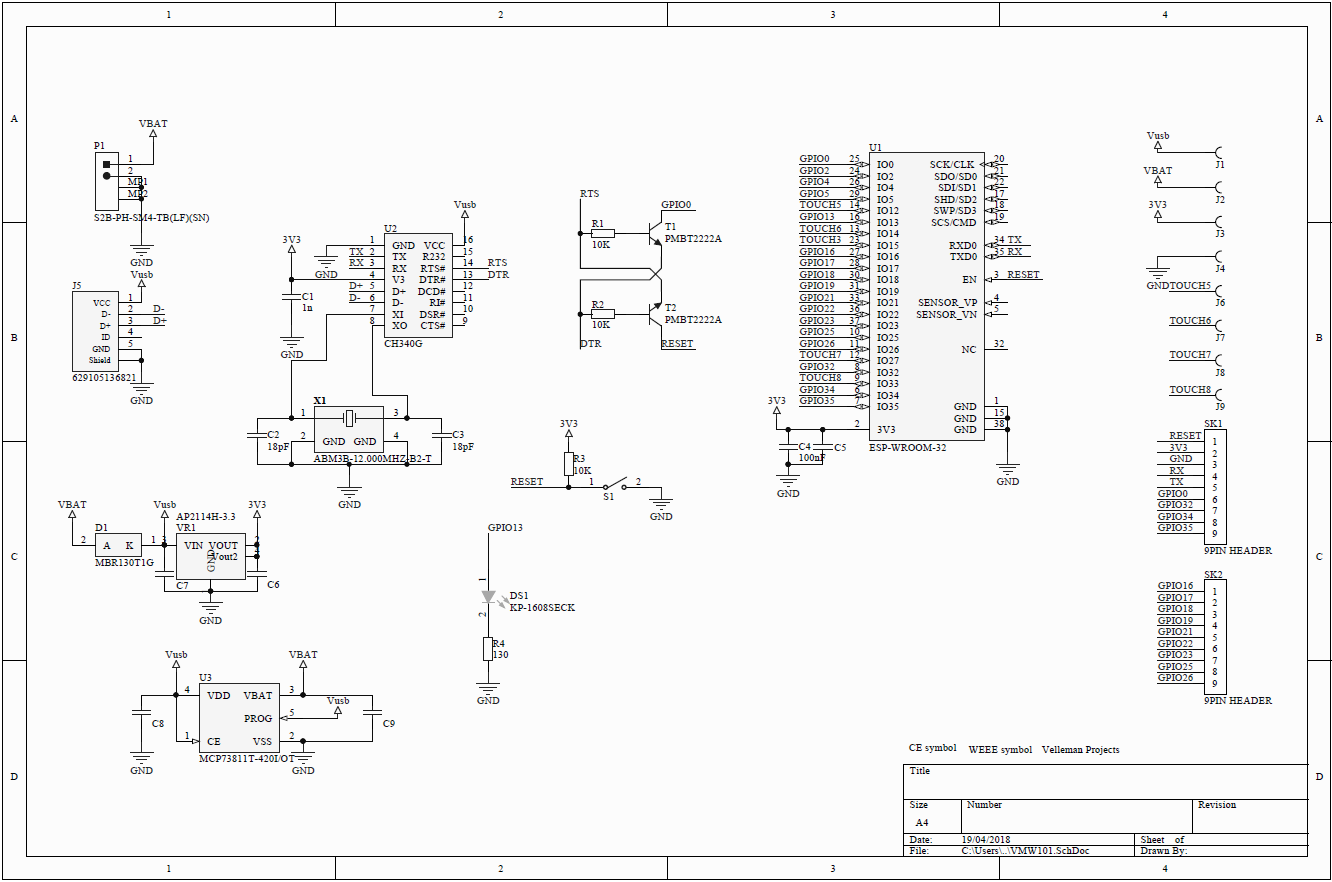 1 2 3 4
A A
B B
C C
D D
1 2 3 4
P1
VBAT
1
2
MP1
MP2
S2B-PH-SM4-TB(LF)(SN)
GND
J5
Vusb
VCC 1
D- 2 D-
D+ 3 D+
ID 4
GND 5
Shield
629105136821
GND
U2
Vusb
3V3
GND
1 GND VCC 16
TX 2 TX R232 15
RX 3 RX RTS# 14 RTS
4 V3 DTR# 13 DTR
D+ 5 D+ DCD# 12
D- 6 D- RI# 11
7 XI DSR# 10
8 XO CTS# 9
CH340G
C1
1n
GND
X1
1 3
2 GND GND 4
C2
18pF
C3
18pF
ABM3B-12.000MHZ-B2-T
GND
RTS
R1
10K
GPIO0
T1
PMBT2222A
R2
10K
T2
PMBT2222A
DTR
RESET
U1
GPIO0 25 IO0
GPIO2 24 IO2
GPIO4 26 IO4
GPIO5 29 IO5
TOUCH5 14 IO12
GPIO13 16 IO13
TOUCH6 13 IO14
TOUCH3 23 IO15
GPIO16 27 IO16
GPIO17 28 IO17
GPIO18 30 IO18
GPIO19 31 IO19
GPIO21 33 IO21
GPIO22 36 IO22
GPIO23 37 IO23
GPIO25 10 IO25
GPIO26 11 IO26
TOUCH7 12 IO27
GPIO32 8 IO32
TOUCH8 9 IO33
GPIO34 6 IO34
GPIO35 7 IO35
SCK/CLK 20
SDO/SD0 21
SDI/SD1 22
SHD/SD2 17
SWP/SD3 18
SCS/CMD 19
RXD0 34 TX
TXD0 35 RX
EN 3 RESET
SENSOR_VP 4
SENSOR_VN 5
NC 32
GND 1
GND 15
GND 38
3V3
2 3V3
ESP-WROOM-32
C4
100nF
C5
GND
GND
Vusb
J1
VBAT
J2
3V3
J3
J4
GND
TOUCH5
J6
TOUCH6
J7
TOUCH7
J8
TOUCH8
J9
SK1
RESET 1
3V3 2
GND 3
RX 4
TX 5
GPIO0 6
GPIO32 7
GPIO34 8
GPIO35 9
9PIN HEADER
SK2
GPIO16 1
GPIO17 2
GPIO18 3
GPIO19 4
GPIO21 5
GPIO22 6
GPIO23 7
GPIO25 8
GPIO26 9
9PIN HEADER
3V3
R3
10K
RESET
1 2
S1
GND
VBAT
D1
2 A K 1
MBR130T1G
Vusb
AP2114H-3.3
VR1
3V3
3 VIN VOUT
Vout2
GND
C7
C6
GND
GPIO13
1
DS1
KP-1608SECK
2
R4
130
GND
Vusb
VBAT
U3
4 VDD VBAT 3
PROG 5
Vusb
1 CE VSS 2
C8
C9
MCP73811T-420I/OT
GND
GND
CE symbol WEEE symbol Velleman Projects
Title
Size Number Revision
A4
Date: 19/04/2018 Sheet of
File: C:\Users\..\VMW101.SchDoc Drawn By: